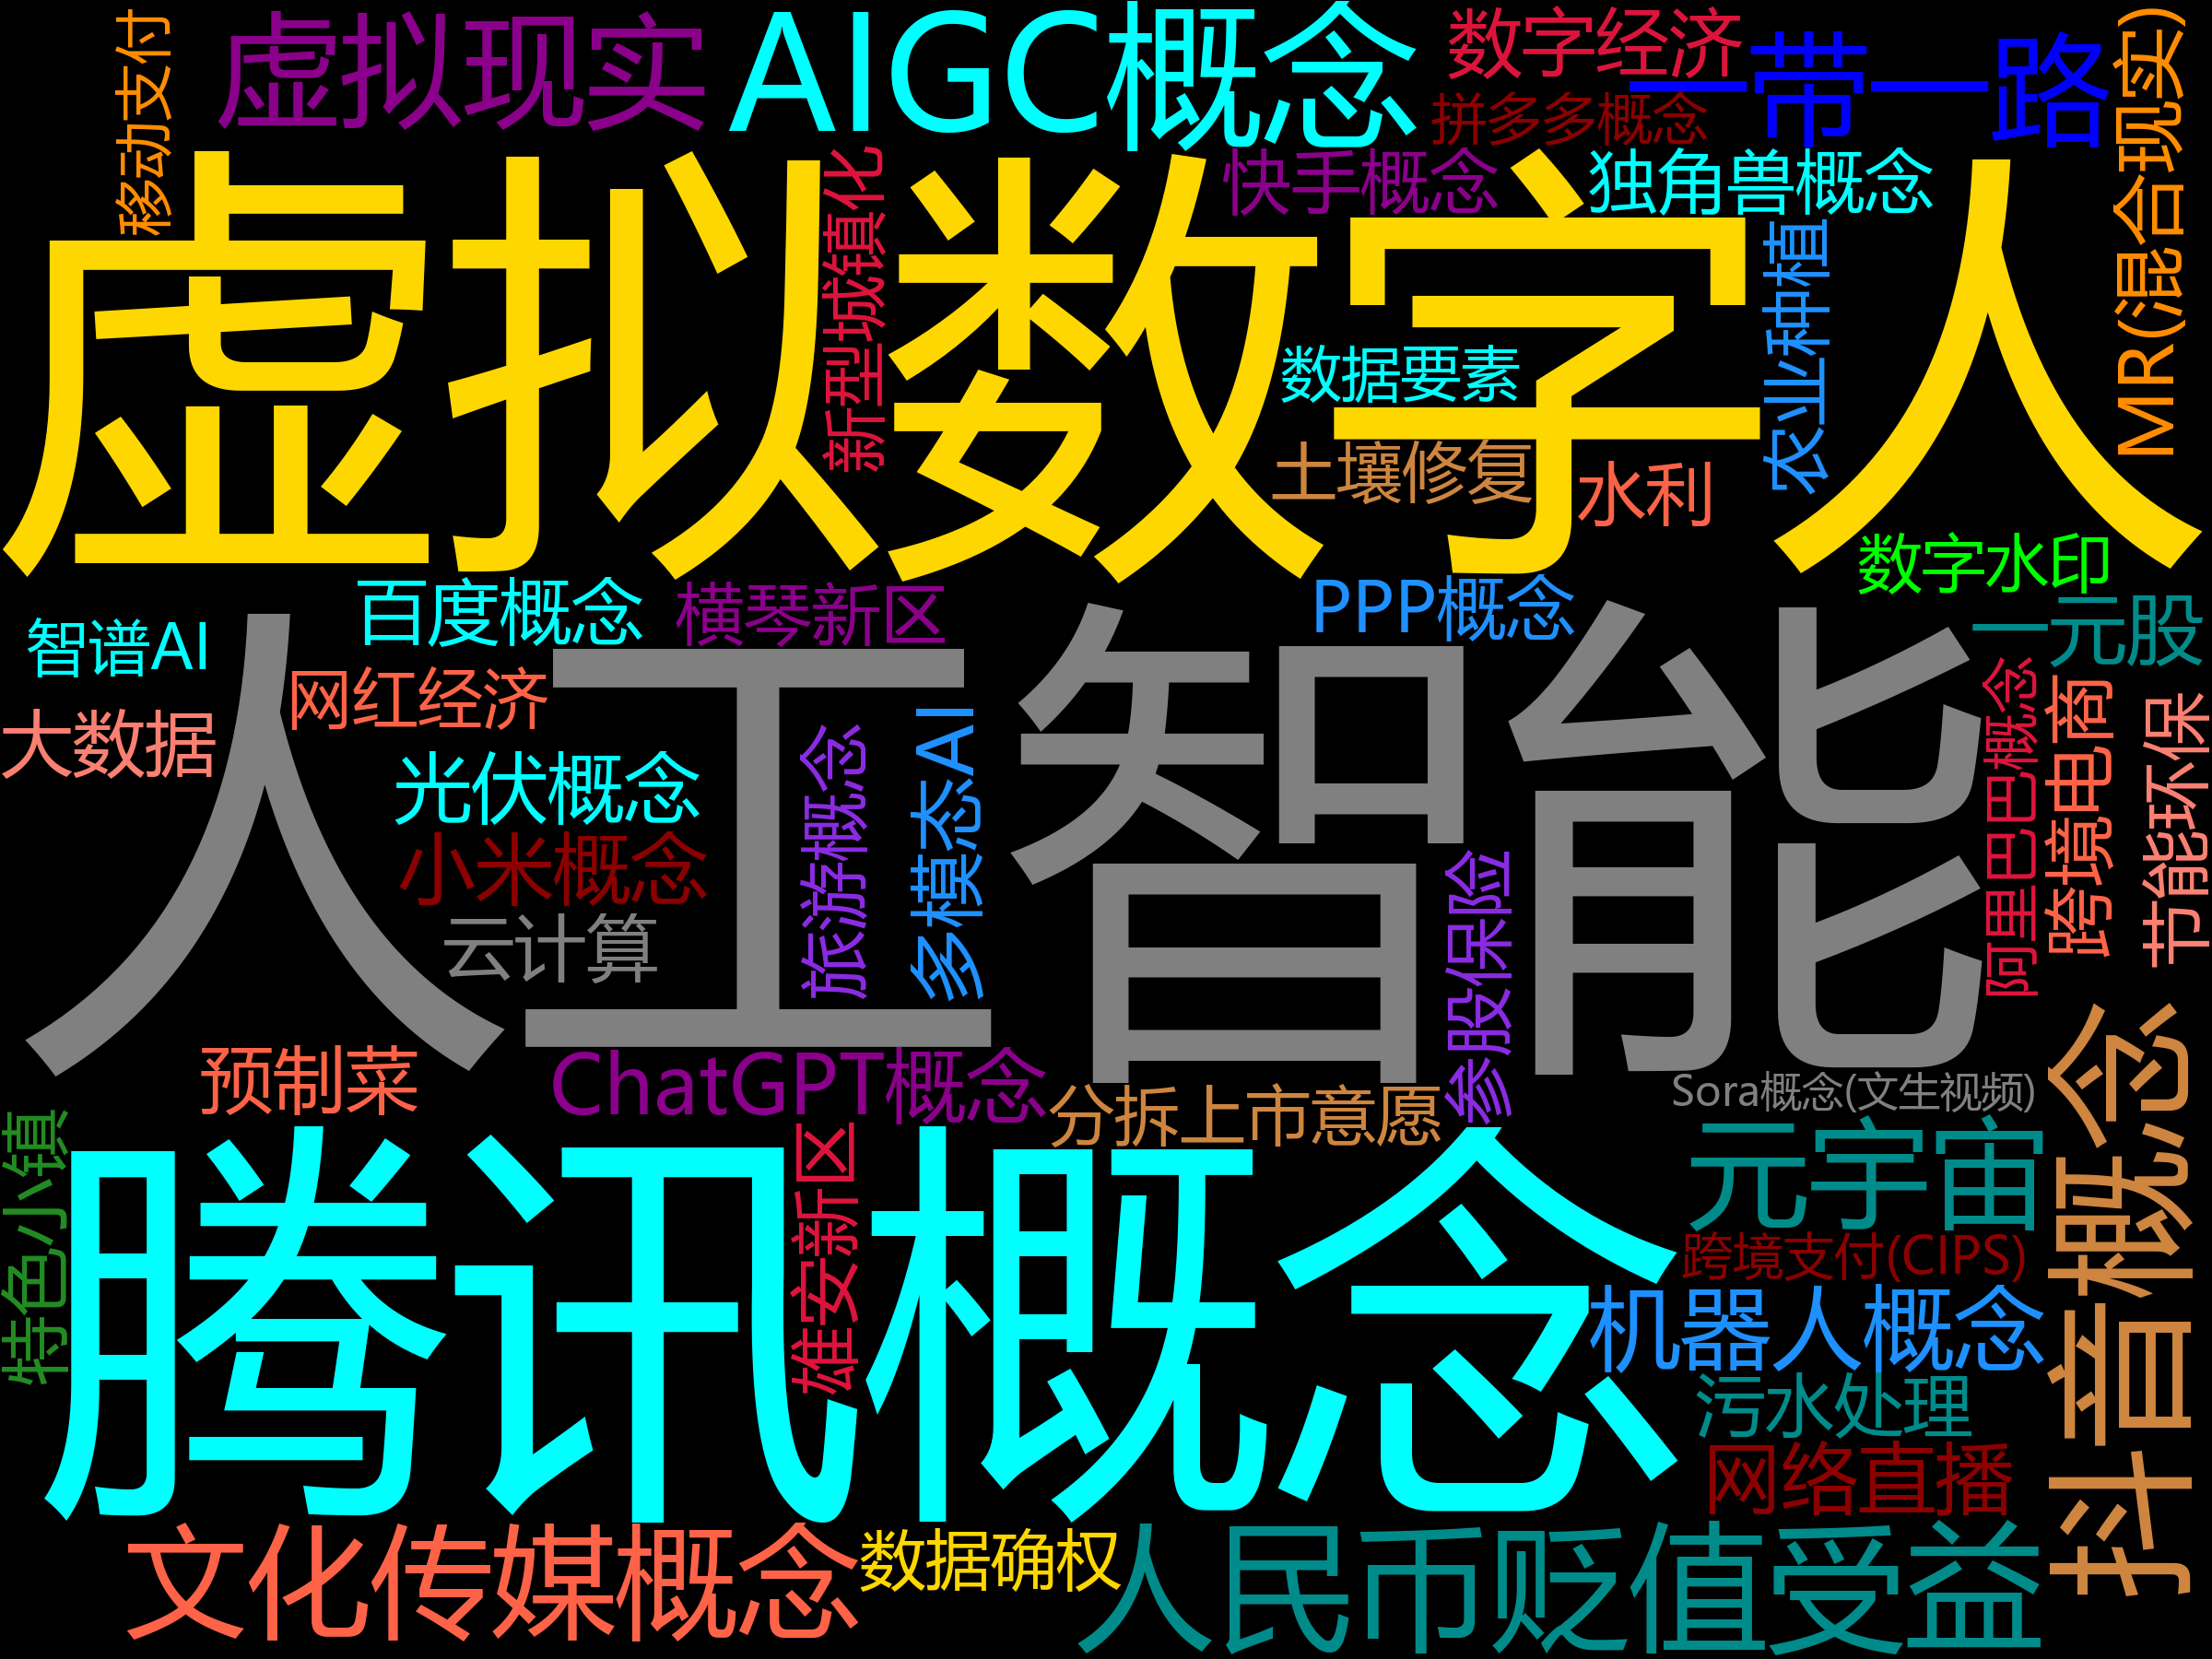 移动支付
虚拟现实
AIGC概念
数字经济
一带一路
MR(混合现实)
拼多多概念
快手概念
独角兽概念
虚拟数字人
新型城镇化
农业种植
数据要素
土壤修复
水利
数字水印
百度概念
横琴新区
PPP概念
一元股
智谱AI
网红经济
大数据
人工智能
光伏概念
旅游概念
多模态AI
阿里巴巴概念
跨境电商
节能环保
小米概念
云计算
参股保险
预制菜
ChatGPT概念
分拆上市意愿
Sora概念(文生视频)
抖音概念
特色小镇
腾讯概念
雄安新区
元宇宙
跨境支付(CIPS)
机器人概念
污水处理
网络直播
文化传媒概念
数据确权
人民币贬值受益